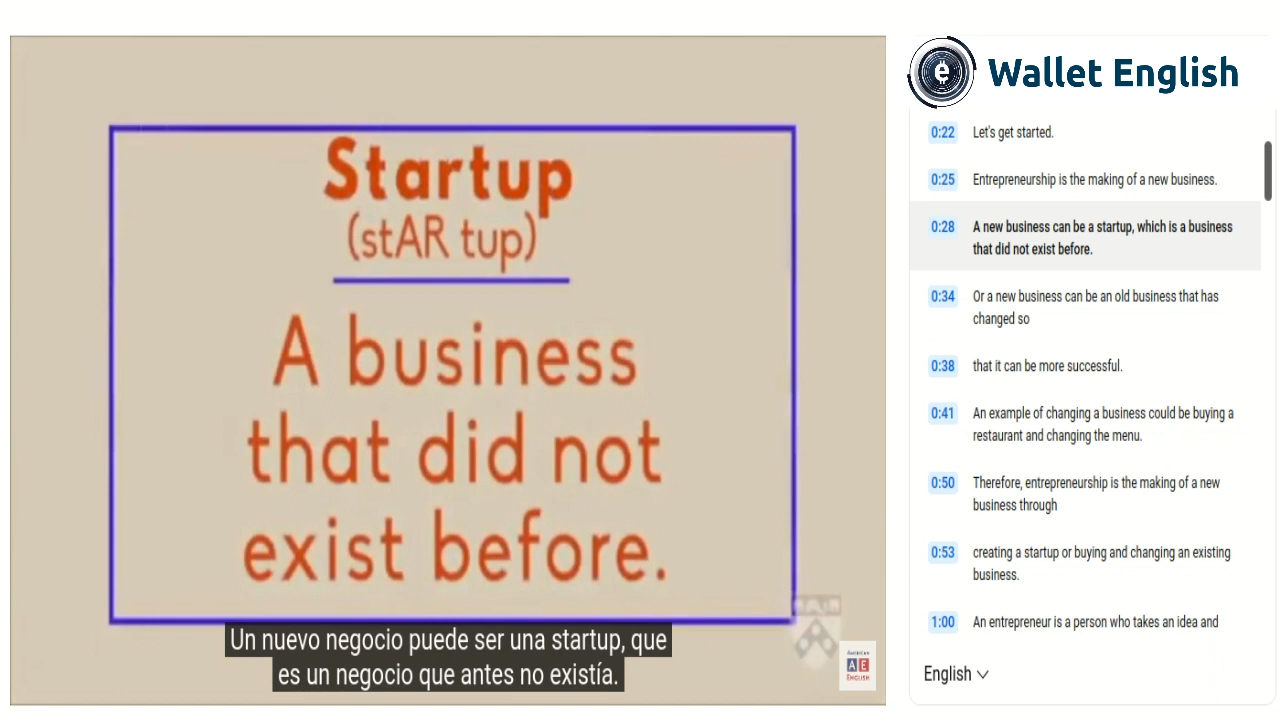 Startup
(stAR tup)
A business
that did not
exist before.
Un nuevo negocio puede ser una startup, que
es un negocio que antes no existía.
American
AE
ENGLISH
e
Wallet English
0:22 Let's get started.
0:25 Entrepreneurship is the making of a new business.
0:28 A new business can be a startup, which is a business
that did not exist before.
0:34 Or a new business can be an old business that has
changed so
0:38 that it can be more successful.
0:41 An example of changing a business could be buying a
restaurant and changing the menu.
0:50 Therefore, entrepreneurship is the making of a new
business through
0:53 creating a startup or buying and changing an existing
business.
1:00 An entrepreneur is a person who takes an idea and
English